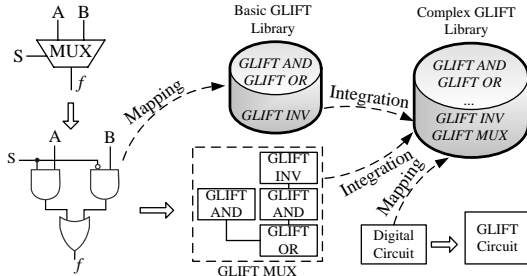 A B
MUX
S
f
A B
S
f
Mapping
Basic GLIFT
Library
GLIFT AND
GLIFT OR
GLIFT INV
Integration
Complex GLIFT
Library
GLIFT AND
GLIFT OR
...
GLIFT INV
GLIFT MUX
GLIFT
INV
GLIFT
AND
GLIFT
AND
GLIFT
OR
GLIFT MUX
Integration
Mapping
Digital
Circuit
GLIFT
Circuit